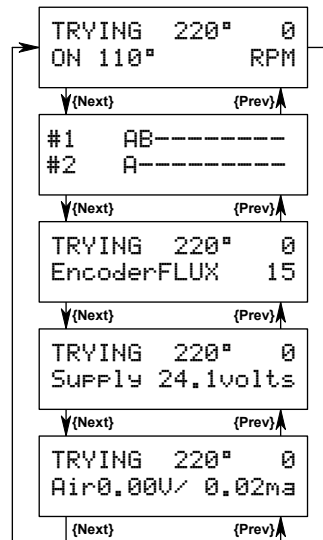 TRYING 220° 0
ON 110° RPM
{Next} {Prev}
#1 AB--------
#2 A---------
{Next} {Prev}
TRYING 220° 0
EncoderFLUX 15
{Next} {Prev}
TRYING 220° 0
Supply 24.1volts
{Next} {Prev}
TRYING 220° 0
Air0.00V/ 0.02ma
{Next} {Prev}